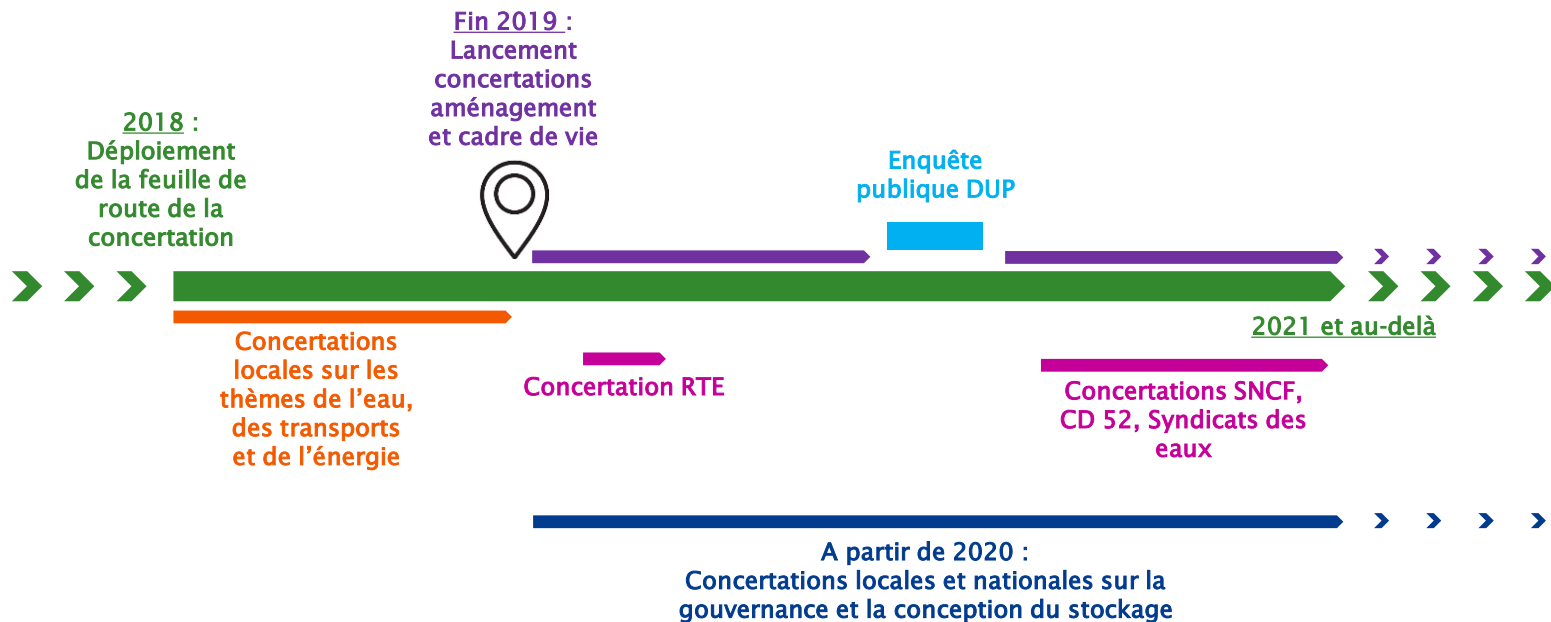 Fin 2019 :
Lancement
concertations
aménagement
et cadre de vie
2018 :
Déploiement
de la feuille de
route de la
concertation
Enquête
publique DUP
2021 et au-delà
Concertations
locales sur les
thèmes de l’eau,
des transports
et de l’énergie
Concertation RTE
Concertations SNCF,
CD 52, Syndicats des
eaux
A partir de 2020 :
Concertations locales et nationales sur la
gouvernance et la conception du stockage